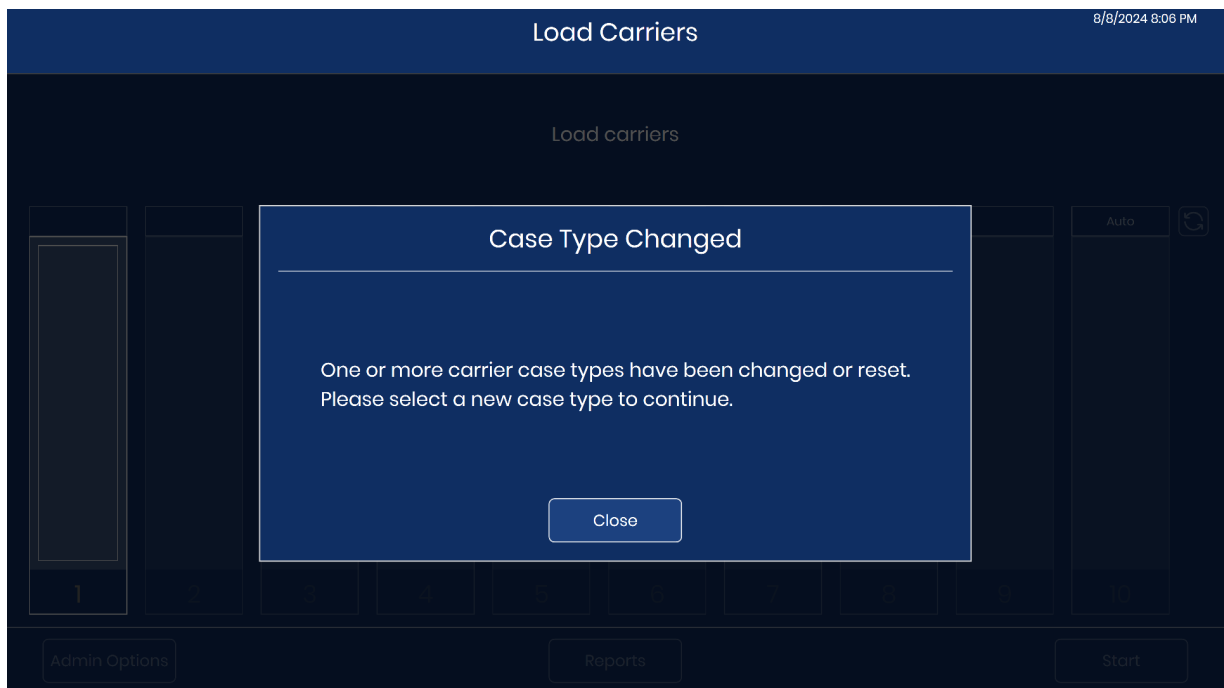 Load Carriers
8/8/2024 8:06 PM
Load carriers
Auto
Case Type Changed
One or more carrier case types have been changed or reset.
Please select a new case type to continue.
Close
1 2 3 4 5 6 7 8 9 10
Admin Options Reports Start